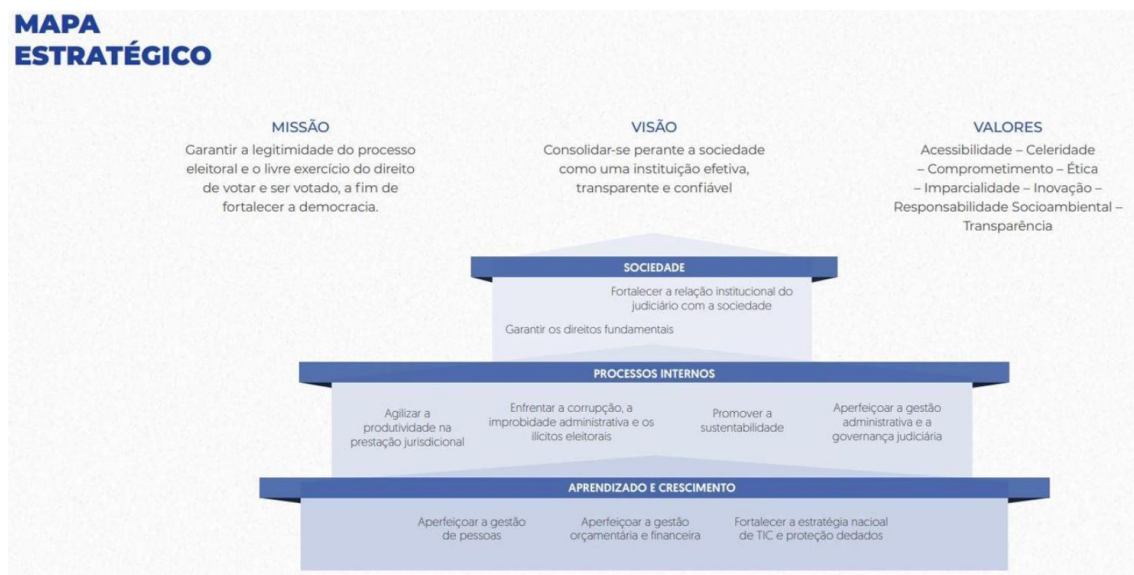 MAPA
ESTRATÉGICO
MISSÃO
Garantir a legitimidade do processo
eleitoral e o livre exercício do direito
de votar e ser votado, a fim de
fortalecer a democracia.
VISÃO
Consolidar-se perante a sociedade
como uma instituição efetiva,
transparente e confiável
VALORES
Acessibilidade – Celeridade
– Comprometimento – Ética
– Imparcialidade – Inovação –
Responsabilidade Socioambiental –
Transparência
SOCIEDADE
Fortalecer a relação institucional do
judiciário com a sociedade
Garantir os direitos fundamentais
PROCESSOS INTERNOS
Agilizar a
produtividade na
prestação jurisdicional
Enfrentar a corrupção, a
improbidade administrativa e os
ilícitos eleitorais
Promover a
sustentabilidade
Aperfeiçoar a gestão
administrativa e a
governança judiciária
APRENDIZADO E CRESCIMENTO
Aperfeiçoar a gestão
de pessoas
Aperfeiçoar a gestão
orçamentária e financeira
Fortalecer a estratégia nacioal
de TIC e proteção dedados